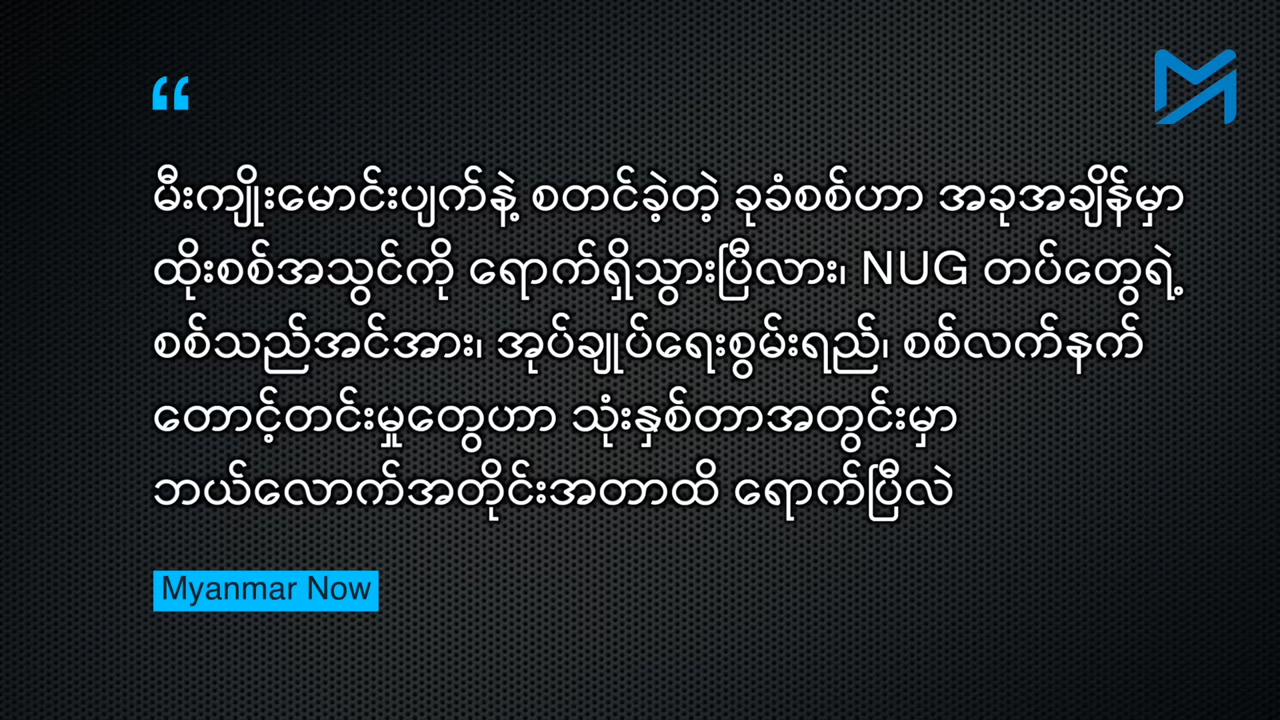 “
မီးကျိုးမောင်းပျက်နဲ့ စတင်ခဲ့တဲ့ ခုခံစစ်ဟာ အခုအချိန်မှာ
ထိုးစစ်အသွင်ကို ရောက်ရှိသွားပြီလား၊ NUG တပ်တွေရဲ့
စစ်သည်အင်အား၊ အုပ်ချုပ်ရေးစွမ်းရည်၊ စစ်လက်နက်
တောင့်တင်းမှုတွေဟာ သုံးနှစ်တာအတွင်းမှာ
ဘယ်လောက်အတိုင်းအတာထိ ရောက်ပြီလဲ
Myanmar Now